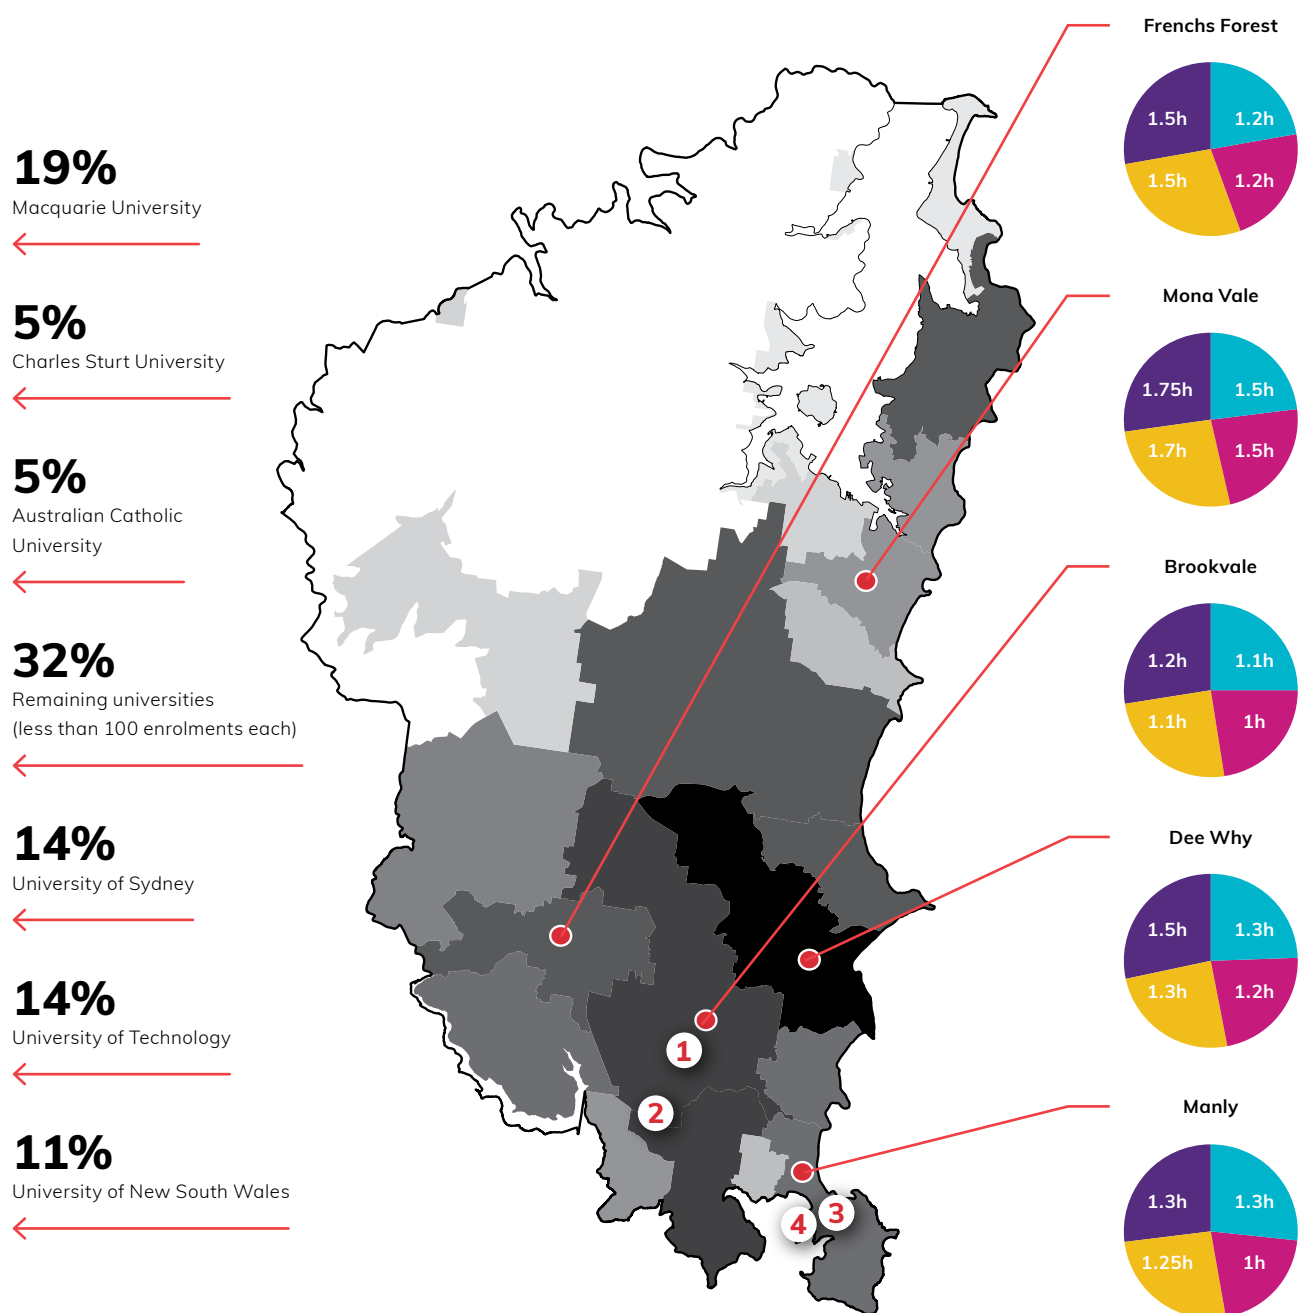 19%
Macquarie University
5%
Charles Sturt University
5%
Australian Catholic
University
32%
Remaining universities
(less than 100 enrolments each)
14%
University of Sydney
14%
University of Technology
11%
University of New South Wales
1
2
3
4
Frenchs Forest
1.5h
1.2h
1.5h
1.2h
Mona Vale
1.75h
1.5h
1.7h
1.5h
Brookvale
1.2h
1.1h
1.1h
1h
Dee Why
1.5h
1.3h
1.3h
1.2h
Manly
1.3h
1.3h
1.25h
1h